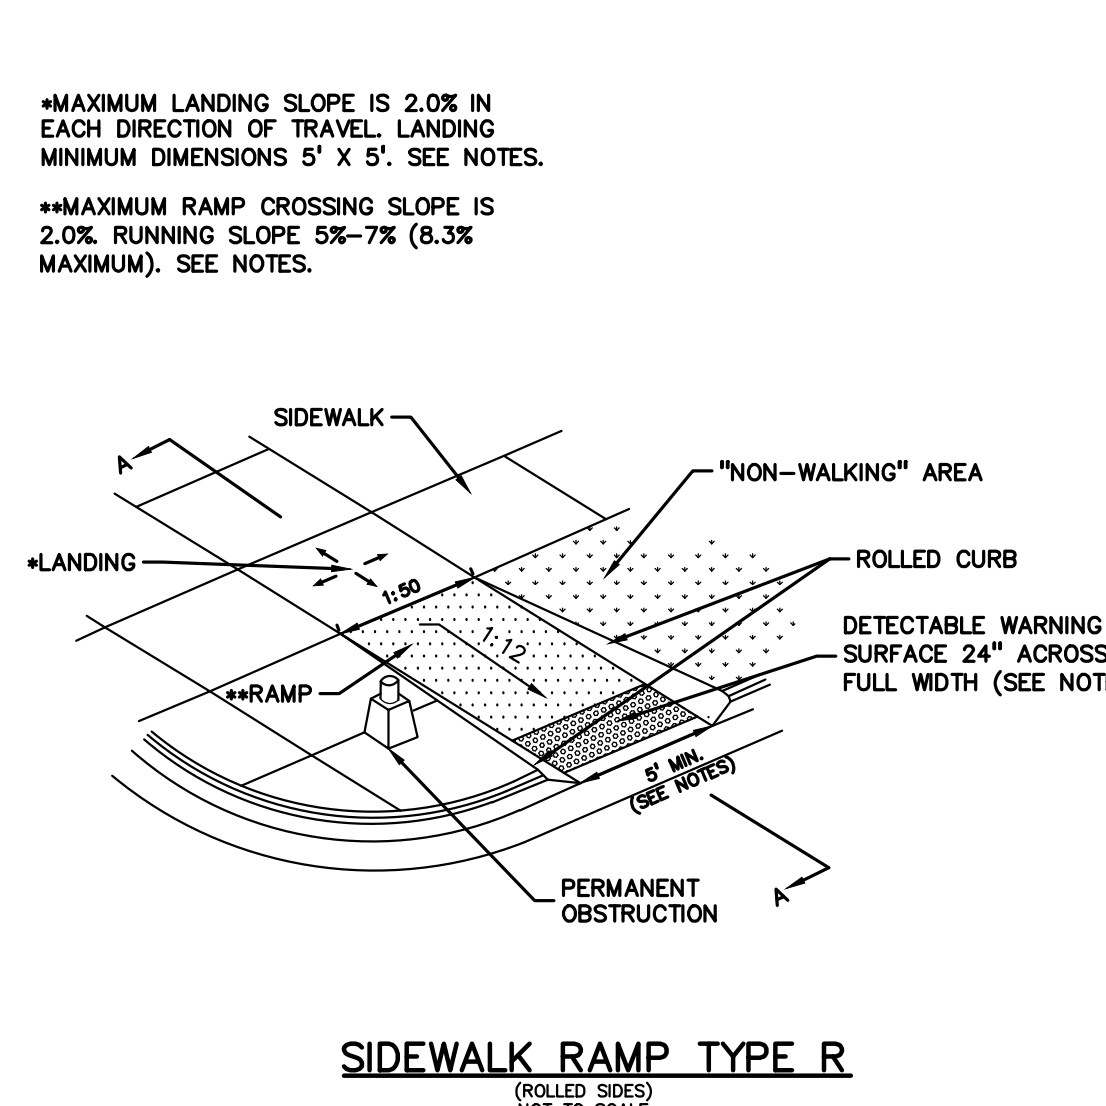 *MAXIMUM LANDING SLOPE IS 2.0% IN
EACH DIRECTION OF TRAVEL. LANDING
MINIMUM DIMENSIONS 5' X 5'. SEE NOTES.
**MAXIMUM RAMP CROSSING SLOPE IS
2.0%. RUNNING SLOPE 5%-7% (8.3%
MAXIMUM). SEE NOTES.
SIDEWALK
A
"NON-WALKING" AREA
*LANDING
ROLLED CURB
1:50
DETECTABLE WARNING
SURFACE 24" ACROSS
FULL WIDTH (SEE
1:12
**RAMP
5' MIN.
(SEE NOTES)
PERMANENT
OBSTRUCTION
A
SIDEWALK RAMP TYPE R
(ROLLED SIDES)
NOT TO SCALE